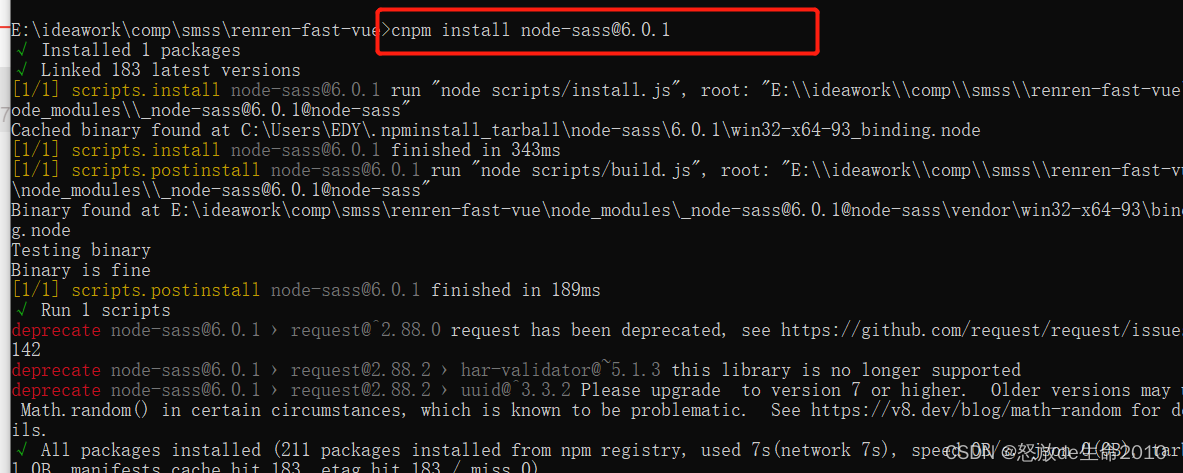 E:\ideawork\comp\smss\renren-fast-vue>cnpm install node-sass@6.0.1
√ Installed 1 packages
√ Linked 183 latest versions
[1/1] scripts.install node-sass@6.0.1 run "node scripts/install.js", root: "E:\\ideawork\\comp\\smss\\renren-fast-vue
ode_modules\\_node-sass@6.0.1@node-sass"
Cached binary found at C:\Users\EDY\.npminstall_tarball\node-sass\6.0.1\win32-x64-93_binding.node
[1/1] scripts.install node-sass@6.0.1 finished in 343ms
[1/1] scripts.postinstall node-sass@6.0.1 run "node scripts/build.js", root: "E:\\ideawork\\comp\\smss\\renren-fast-vu
\node_modules\\_node-sass@6.0.1@node-sass"
Binary found at E:\ideawork\comp\smss\renren-fast-vue\node_modules\_node-sass@6.0.1@node-sass\vendor\win32-x64-93\bin
g.node
Testing binary
Binary is fine
[1/1] scripts.postinstall node-sass@6.0.1 finished in 189ms
√ Run 1 scripts
deprecate node-sass@6.0.1 › request@^2.88.0 request has been deprecated, see https://github.com/request/request/issue
142
deprecate node-sass@6.0.1 › request@2.88.2 › har-validator@~5.1.3 this library is no longer supported
deprecate node-sass@6.0.1 › request@2.88.2 › uuid@^3.3.2 Please upgrade  to version 7 or higher.  Older versions may u
Math.random() in certain circumstances, which is known to be problematic.  See https://v8.dev/blog/math-random for de
ils.
√ All packages installed (211 packages installed from npm registry, used 7s(network 7s), speed 0B/s,
CSDN @怒放de生命2010